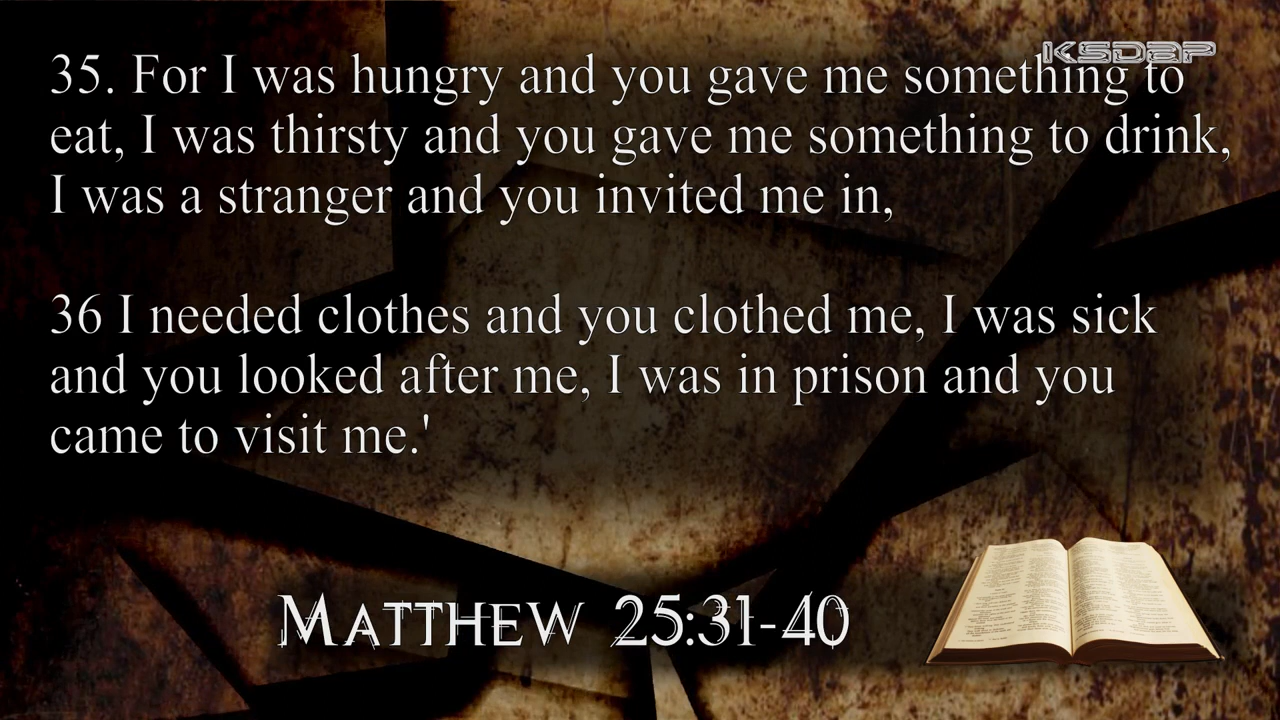 KSDAP
35. For I was hungry and you gave me something to
eat, I was thirsty and you gave me something to drink,
I was a stranger and you invited me in,
36 I needed clothes and you clothed me, I was sick
and you looked after me, I was in prison and you
came to visit me.'
MATTHEW 25:31-40